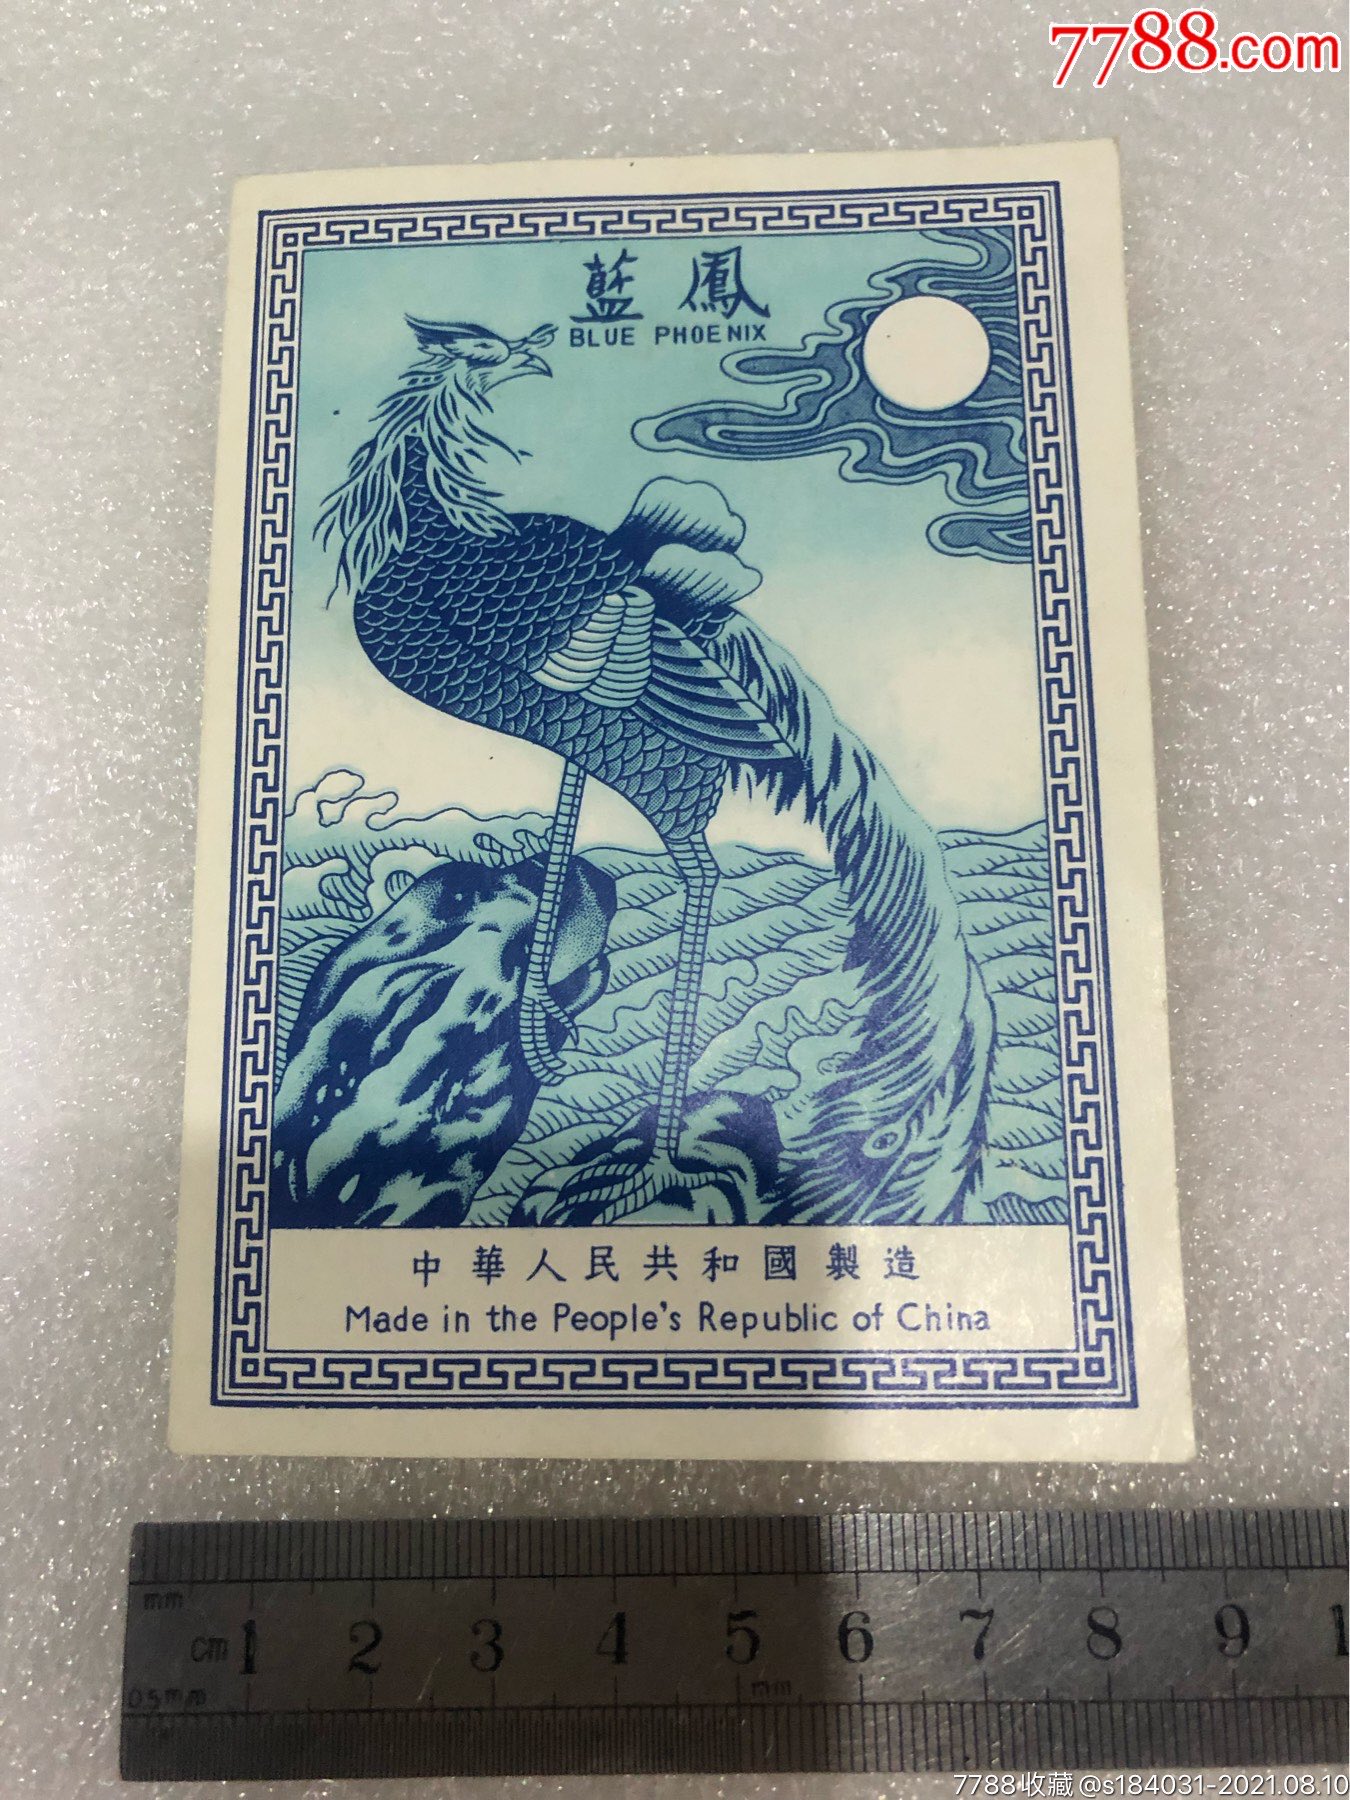 7788.com
藍鳳
BLUE PHOENIX
中華人民共和國製造
Made in the People's Republic of China
mm
cm 1 2 3 4 5 6 7 8 9 1
0.5mm
mm
7788收藏@s184031-2021.08.10